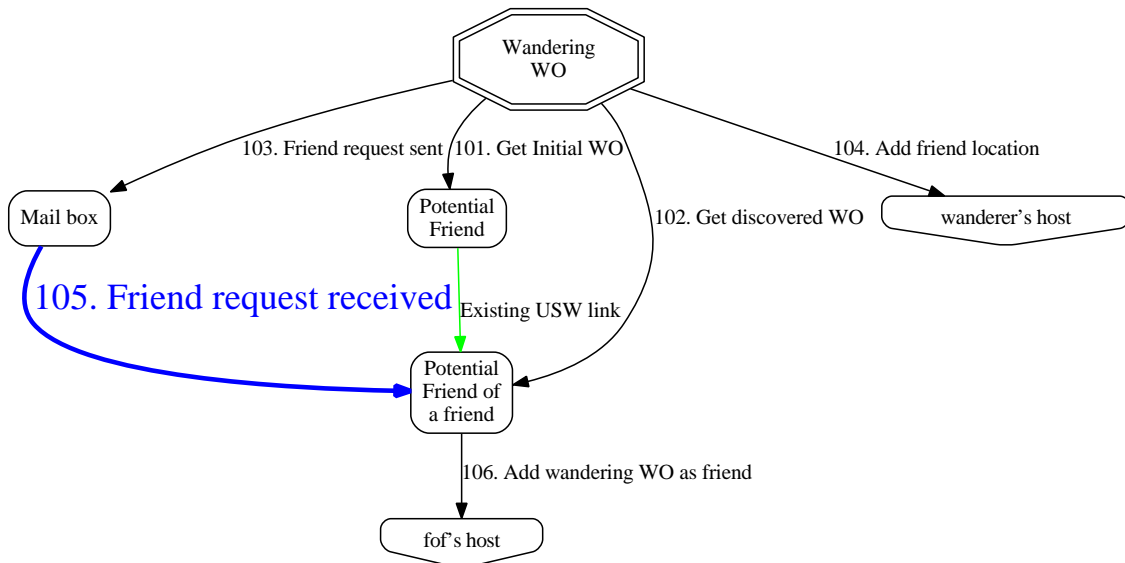 Wandering
WO
103. Friend request sent
101. Get Initial WO
104. Add friend location
Mail box
Potential
Friend
102. Get discovered WO
wanderer's host
105. Friend request received
Existing USW link
Potential
Friend of
a friend
106. Add wandering WO as friend
fof's host